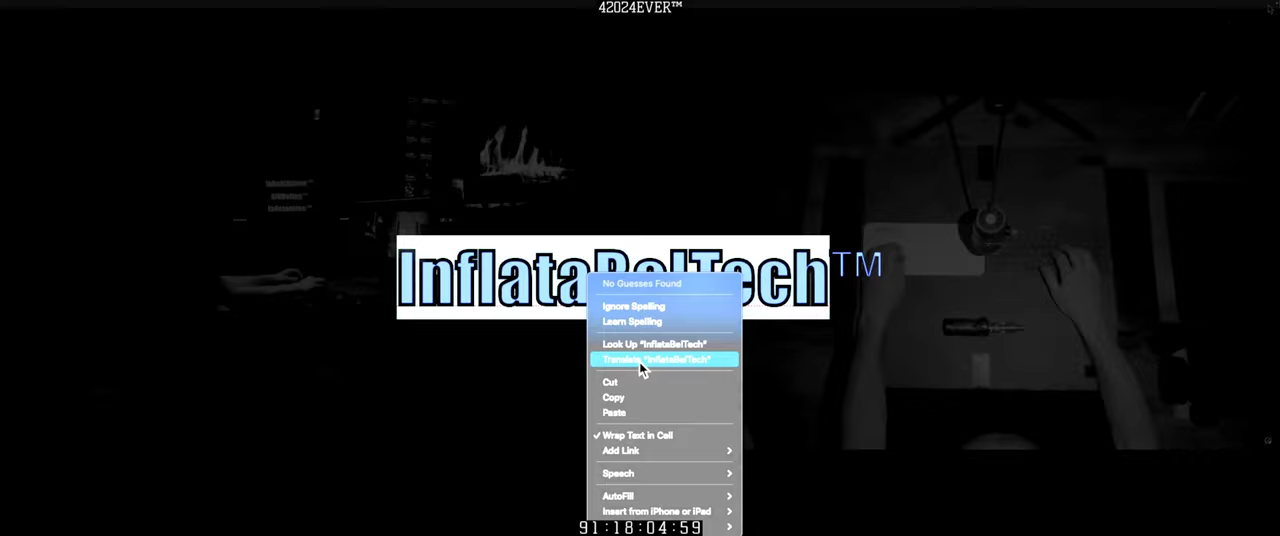 42024EVER™
InflataBelTech™
No Guesses Found
Ignore Spelling
Learn Spelling
Look Up "InflataBelTech"
Translate "InflataBelTech"
Cut
Copy
Paste
Wrap Text in Cell
Add Link
Speech
AutoFill
Insert from iPhone or iPad
91:18:04:59